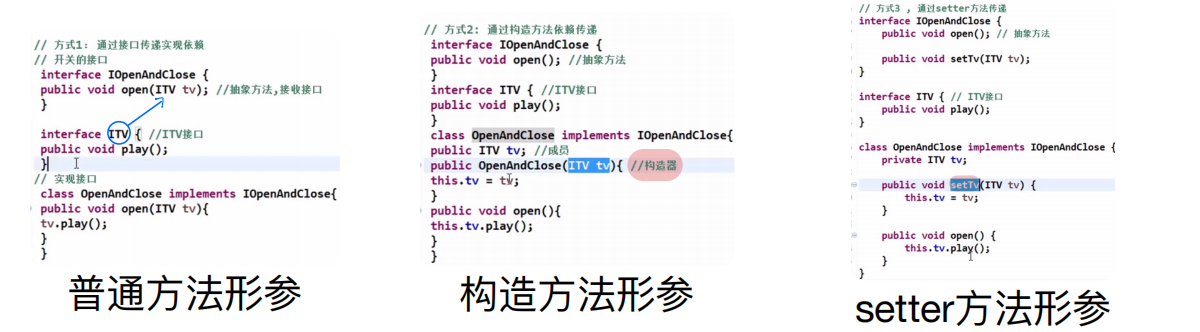 // 方式1: 通过接口传递实现依赖
// 开关的接口
interface IOpenAndClose {
public void open(ITV tv); //抽象方法,接收接口
}
interface ITV { //ITV接口
public void play();
}
// 实现接口
class OpenAndClose implements IOpenAndClose{
public void open(ITV tv){
tv.play();
}
}
普通方法形参
// 方式2: 通过构造方法依赖传递
interface IOpenAndClose {
public void open(); //抽象方法
}
interface ITV { //ITV接口
public void play();
}
class OpenAndClose implements IOpenAndClose{
public ITV tv; //成员
public OpenAndClose(ITV tv){ //构造器
this.tv = tv;
}
public void open(){
this.tv.play();
}
}
构造方法形参
// 方式3 , 通过setter方法传递
interface IOpenAndClose {
public void open(); // 抽象方法
public void setTv(ITV tv);
}
interface ITV { // ITV接口
public void play();
}
class OpenAndClose implements IOpenAndClose {
private ITV tv;
public void setTv(ITV tv) {
this.tv = tv;
}
public void open() {
this.tv.play();
}
}
setter方法形参